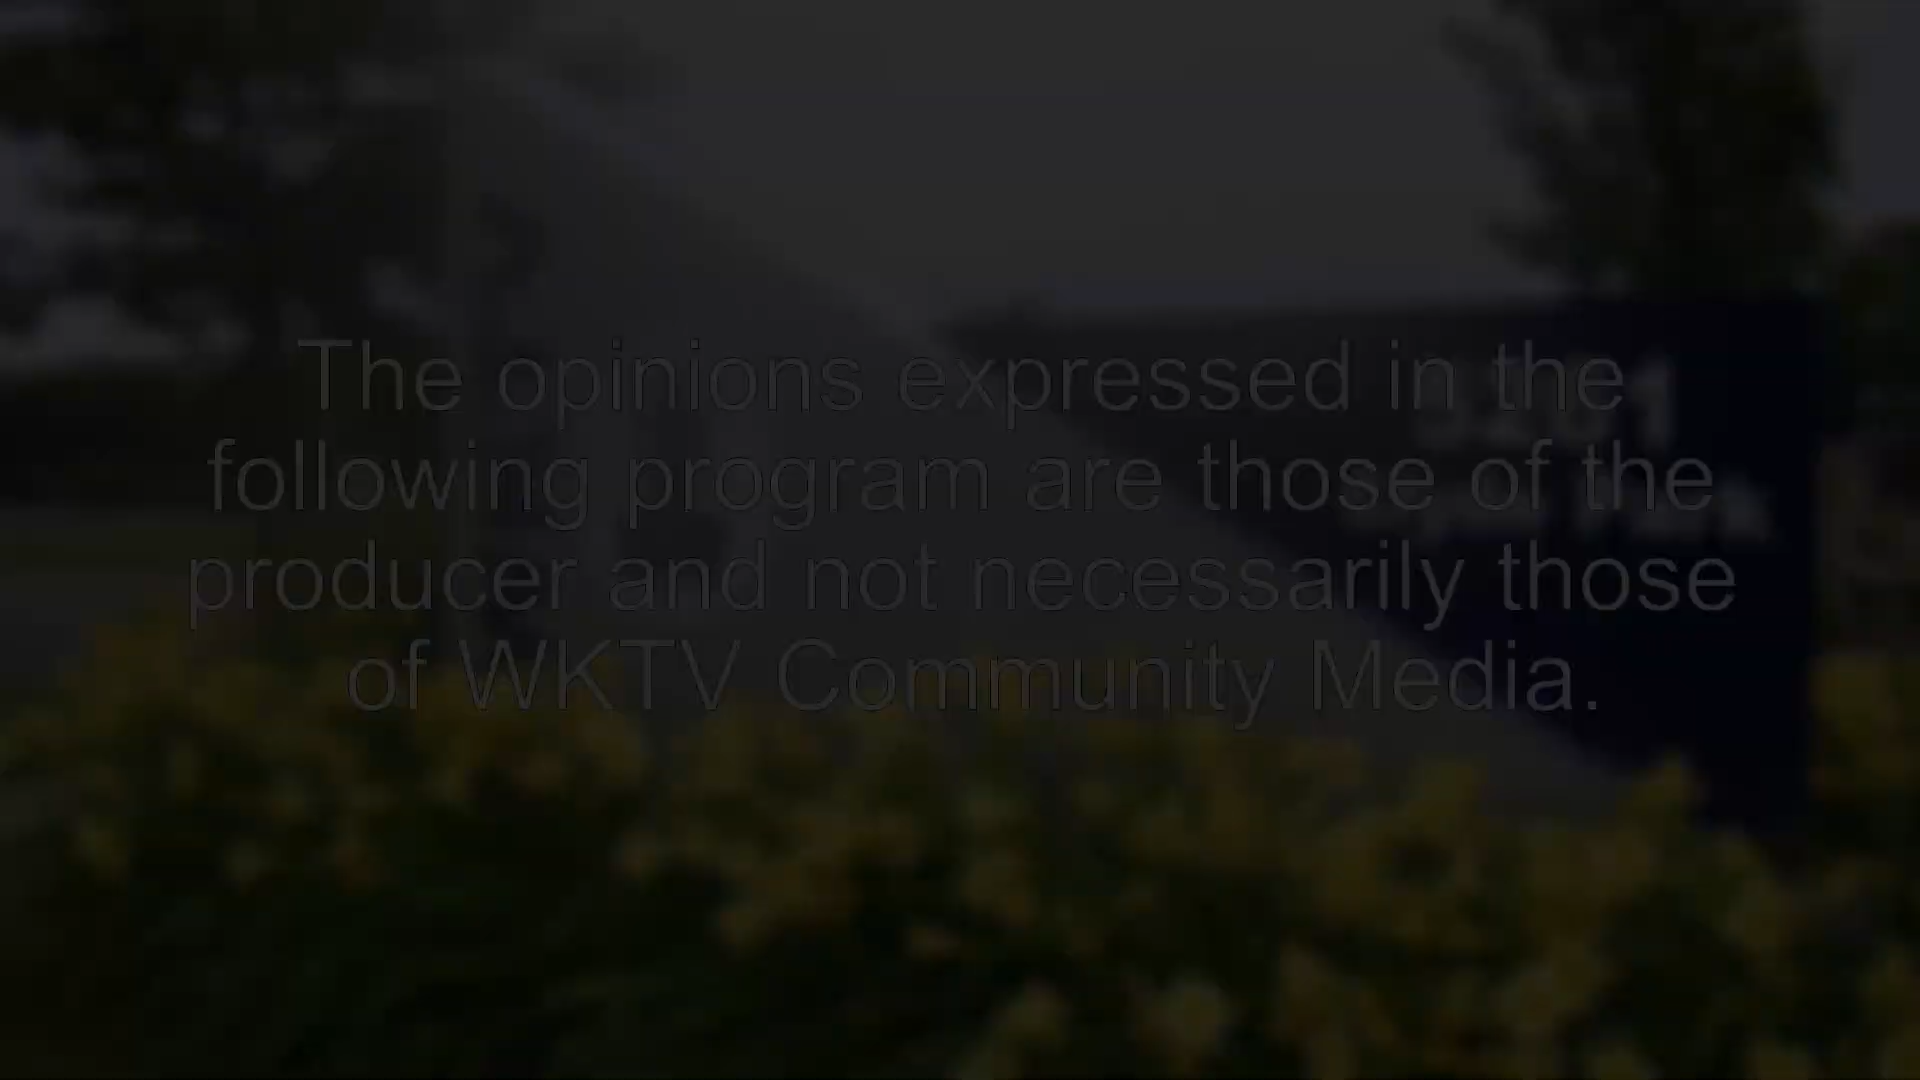 The opinions expressed in the
following program are those of the
producer and not necessarily those
of WKTV Community Media.